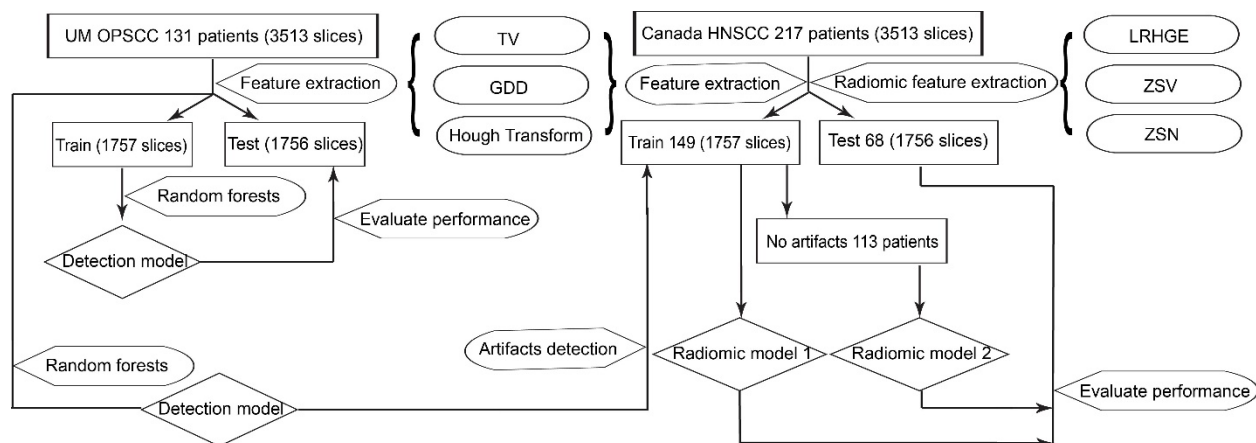 UM OPSCC 131 patients (3513 slices)
TV
Canada HNSCC 217 patients (3513 slices)
LRHGE
Feature extraction
GDD
Feature extraction
Radiomic feature extraction
ZSV
Train (1757 slices)
Test (1756 slices)
Hough Transform
Train 149 (1757 slices)
Test 68 (1756 slices)
ZSN
Random forests
Evaluate performance
No artifacts 113 patients
Detection model
Artifacts detection
Radiomic model 1
Radiomic model 2
Random forests
Evaluate performance
Detection model